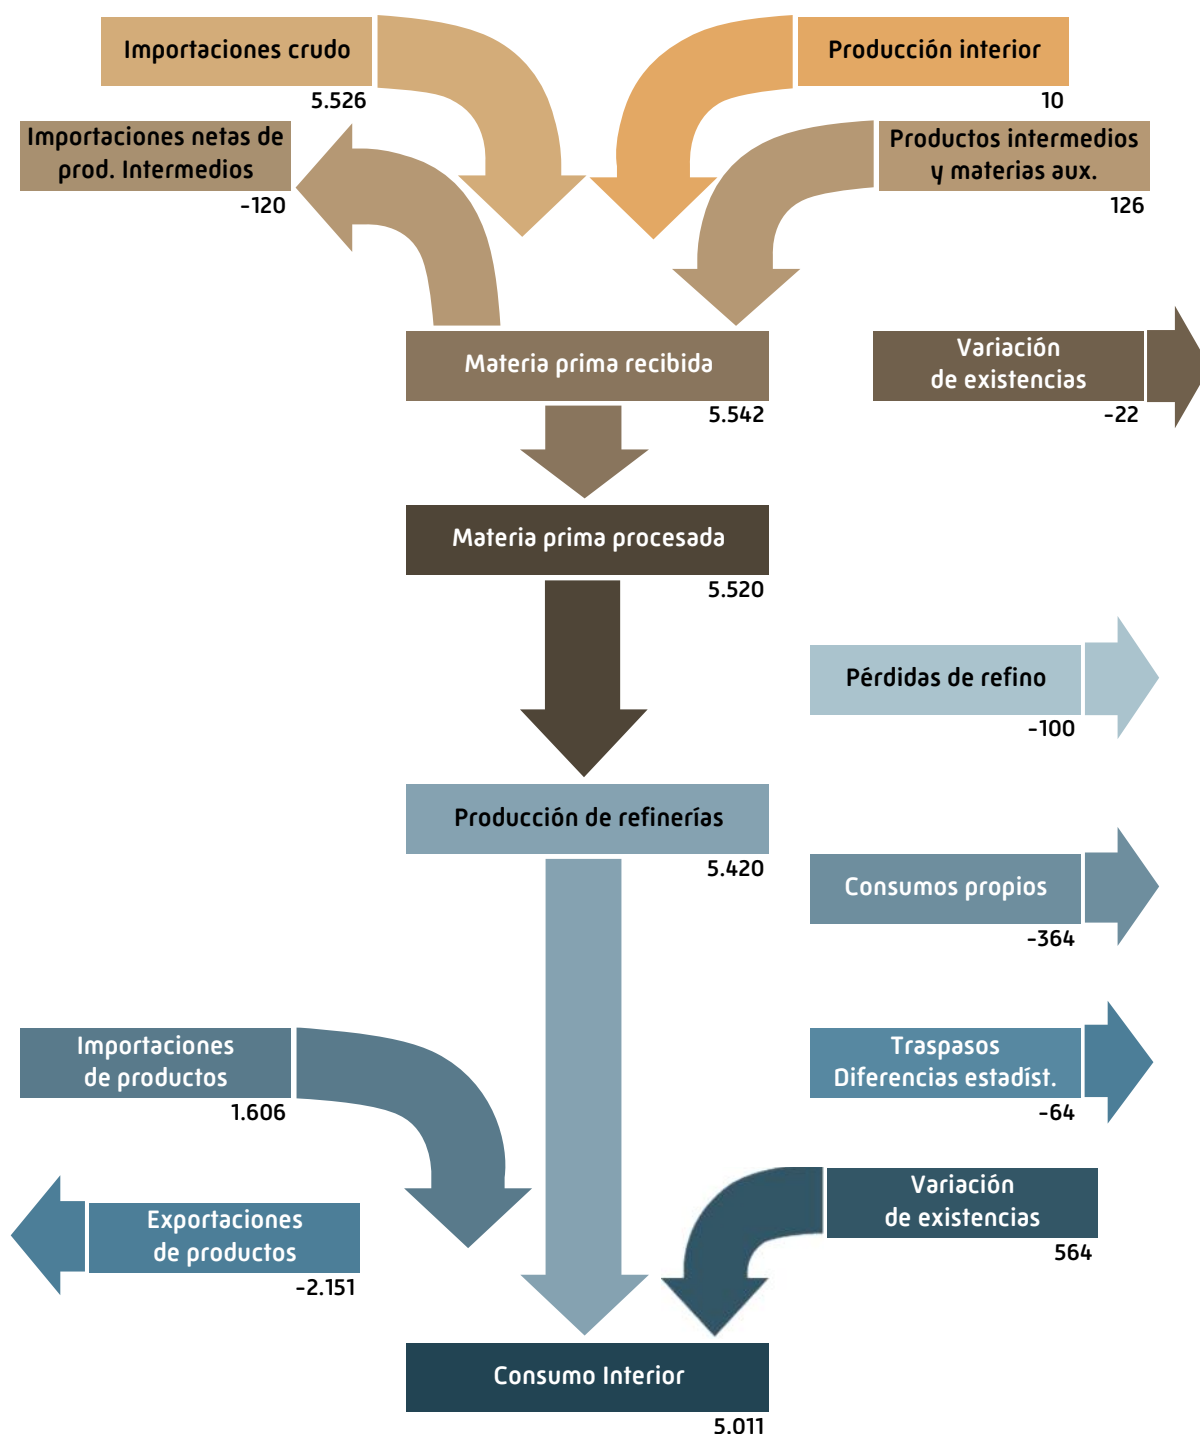 Importaciones crudo
5.526
Producción interior
10
Importaciones netas de
prod. Intermedios
-120
Productos intermedios
y materias aux.
126
Materia prima recibida
5.542
Variación
de existencias
-22
Materia prima procesada
5.520
Pérdidas de refino
-100
Producción de refinerías
5.420
Consumos propios
-364
Importaciones
de productos
1.606
Traspasos
Diferencias estadíst.
-64
Exportaciones
de productos
-2.151
Variación
de existencias
564
Consumo Interior
5.011